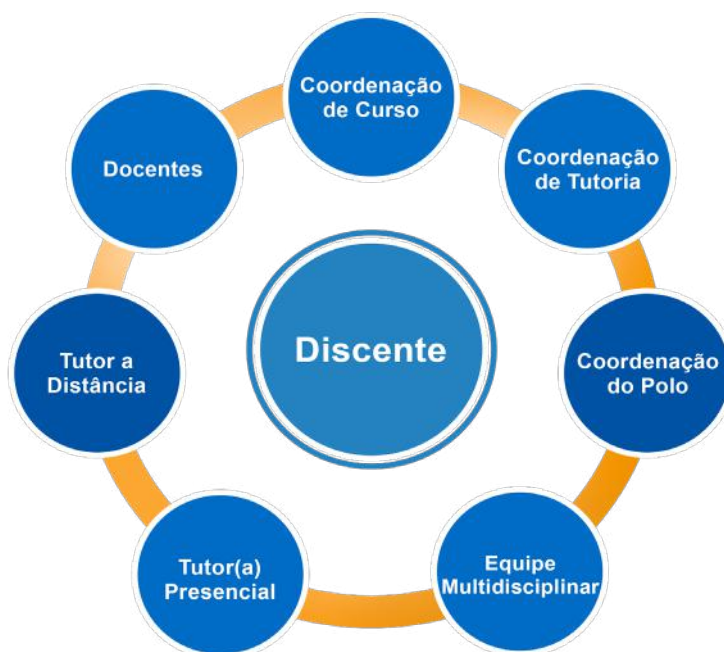 Coordenação
de Curso
Coordenação
de Tutoria
Coordenação
do Polo
Equipe
Multidisciplinar
Tutor(a)
Presencial
Tutor a
Distância
Docentes
Discente